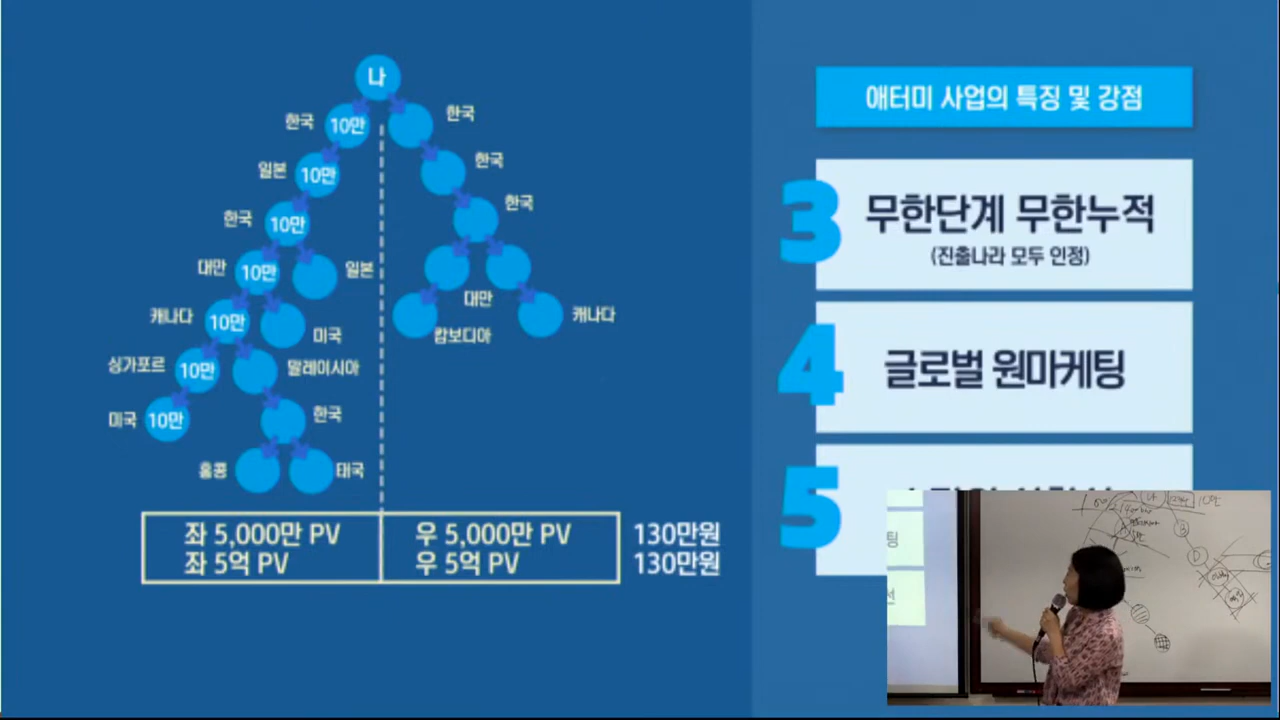 나
한국
10만
한국
일본
10만
한국
한국
10만
한국
대만
10만
일본
대만
캐나다
10만
미국
캄보디아
캐나다
싱가포르
10만
말레이시아
미국
10만
한국
홍콩
태국
좌 5,000만 PV
우 5,000만 PV
130만원
좌 5억 PV
우 5억 PV
130만원
애터미 사업의 특징 및 강점
3
무한단계 무한누적
(진출나라 모두 인정)
4
글로벌 원마케팅
5
팅
선
나
10만
B
D